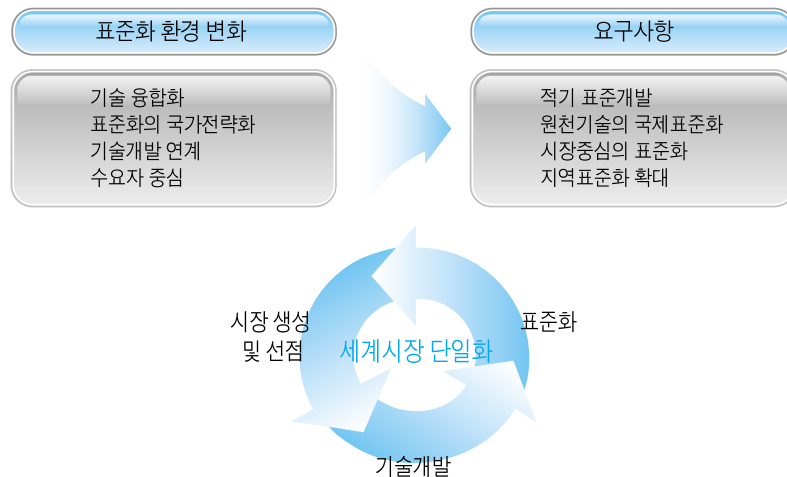 표준화 환경 변화
기술 융합화
표준화의 국가전략화
기술개발 연계
수요자 중심
요구사항
적기 표준개발
원천기술의 국제표준화
시장중심의 표준화
지역표준화 확대
시장 생성
및 선점
세계시장 단일화
표준화
기술개발